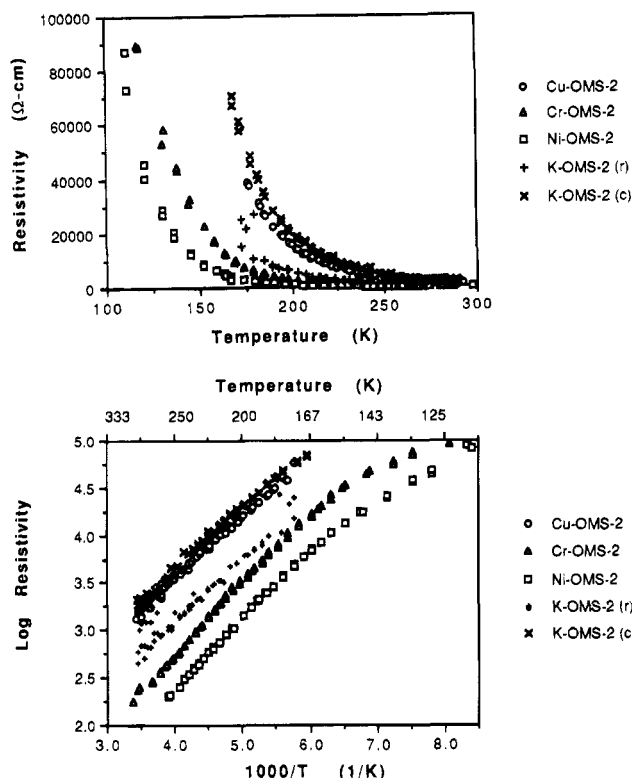 100000
80000
60000
40000
20000
0
Resistivity (Ω-cm)
100 150 200 250 300
Temperature (K)
Cu-OMS-2
Cr-OMS-2
Ni-OMS-2
K-OMS-2 (r)
K-OMS-2 (c)
Temperature (K)
333 250 200 167 143 125
5.0
4.5
4.0
3.5
3.0
2.5
2.0
Log Resistivity
3.0 4.0 5.0 6.0 7.0 8.0
1000/T (1/K)
Cu-OMS-2
Cr-OMS-2
Ni-OMS-2
K-OMS-2 (r)
K-OMS-2 (c